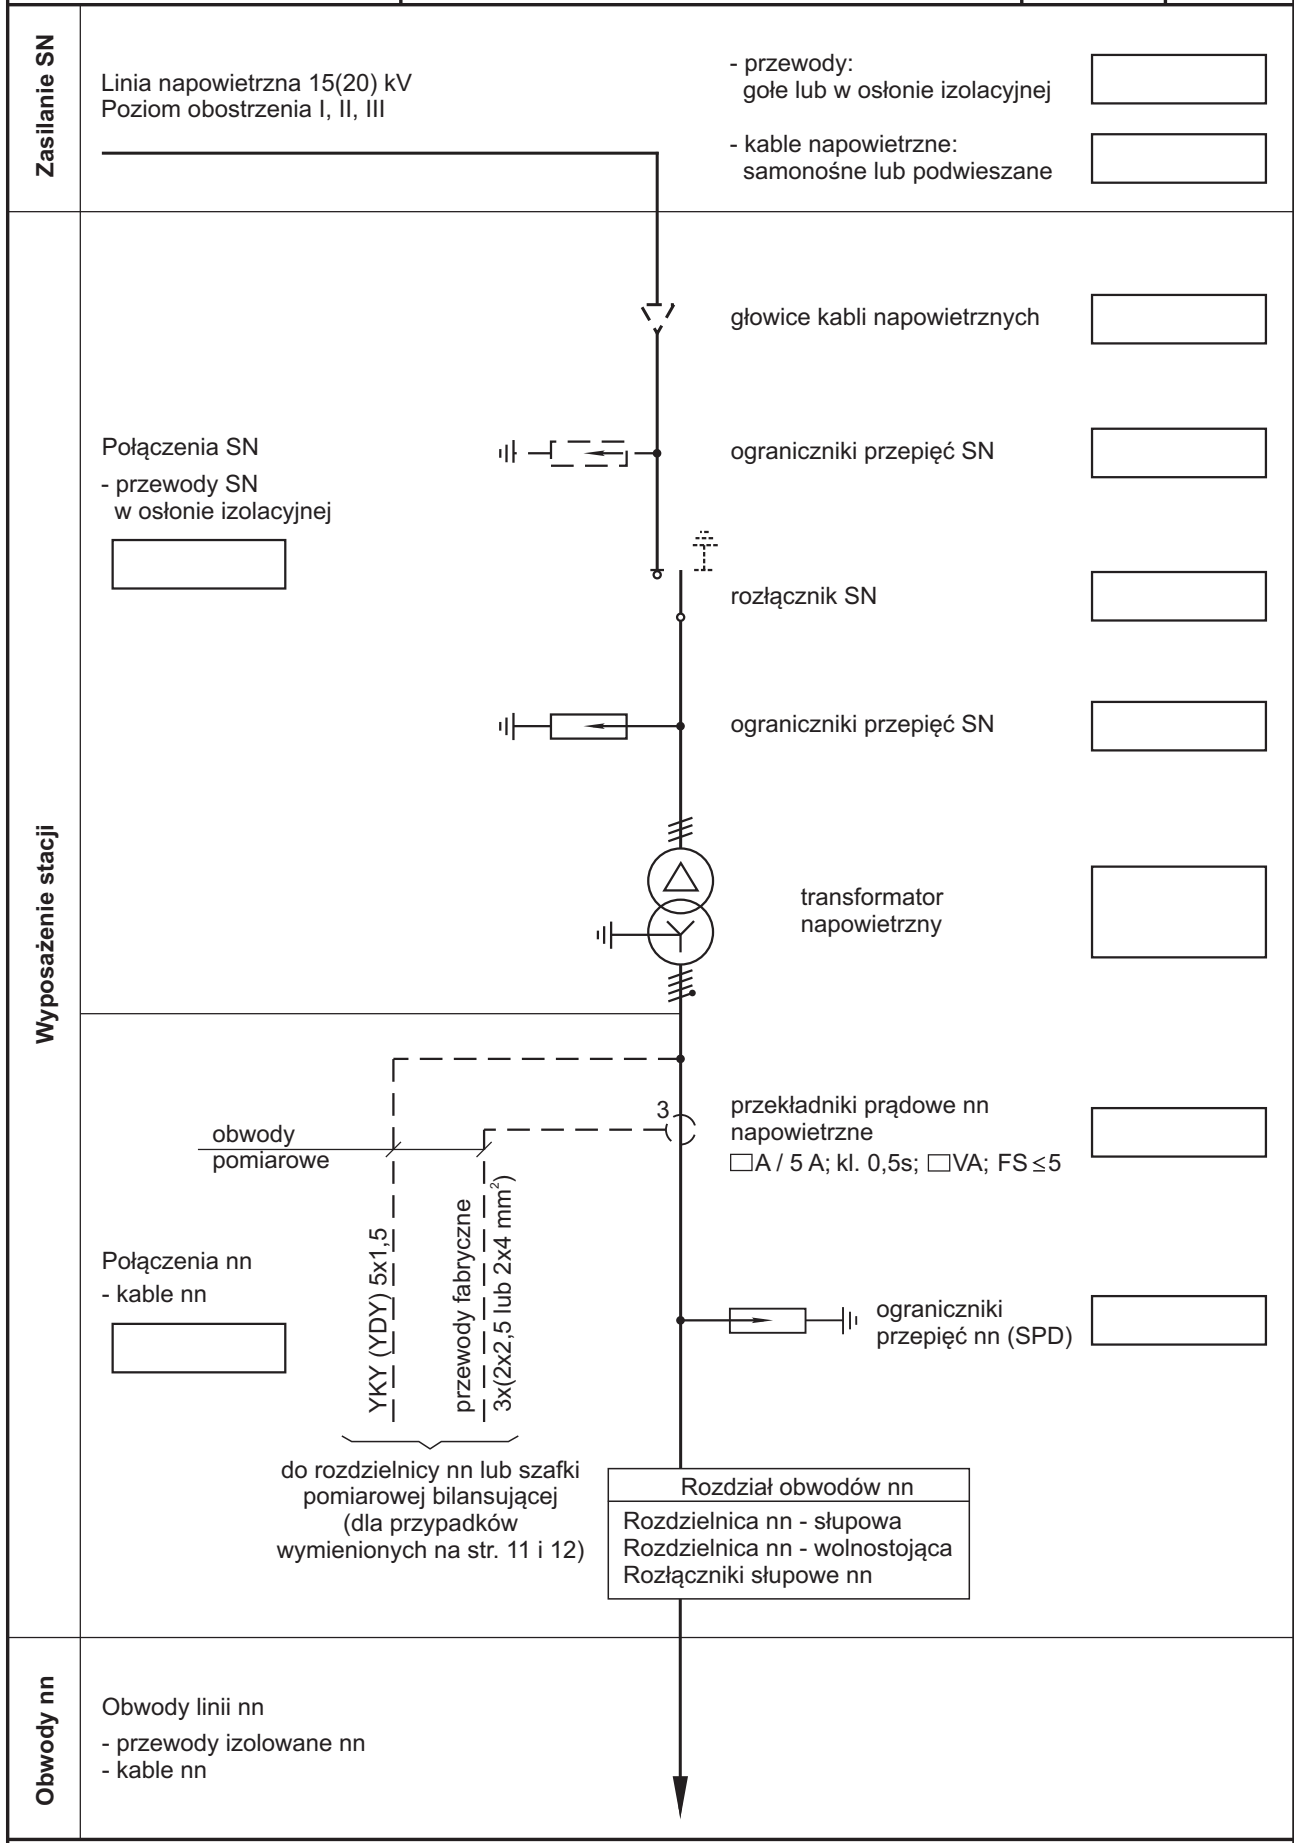 Zasilanie SN
Linia napowietrzna 15(20) kV
Poziom obostrzenia I, II, III
- przewody:
gołe lub w osłonie izolacyjnej
- kable napowietrzne:
samonośne lub podwieszane
Wyposażenie stacji
głowice kabli napowietrznych
Połączenia SN
- przewody SN
w osłonie izolacyjnej
ograniczniki przepięć SN
rozłącznik SN
ograniczniki przepięć SN
transformator
napowietrzny
obwody
pomiarowe
3
przekładniki prądowe nn
napowietrzne
□A / 5 A; kl. 0,5s; □VA; FS ≤5
Połączenia nn
- kable nn
YKY (YDY) 5x1,5
przewody fabryczne
3x(2x2,5 lub 2x4 mm²)
ograniczniki
przepięć nn (SPD)
do rozdzielnicy nn lub szafki
pomiarowej bilansującej
(dla przypadków
wymienionych na str. 11 i 12)
Rozdział obwodów nn
Rozdzielnica nn - słupowa
Rozdzielnica nn - wolnostojąca
Rozłączniki słupowe nn
Obwody nn
Obwody linii nn
- przewody izolowane nn
- kable nn